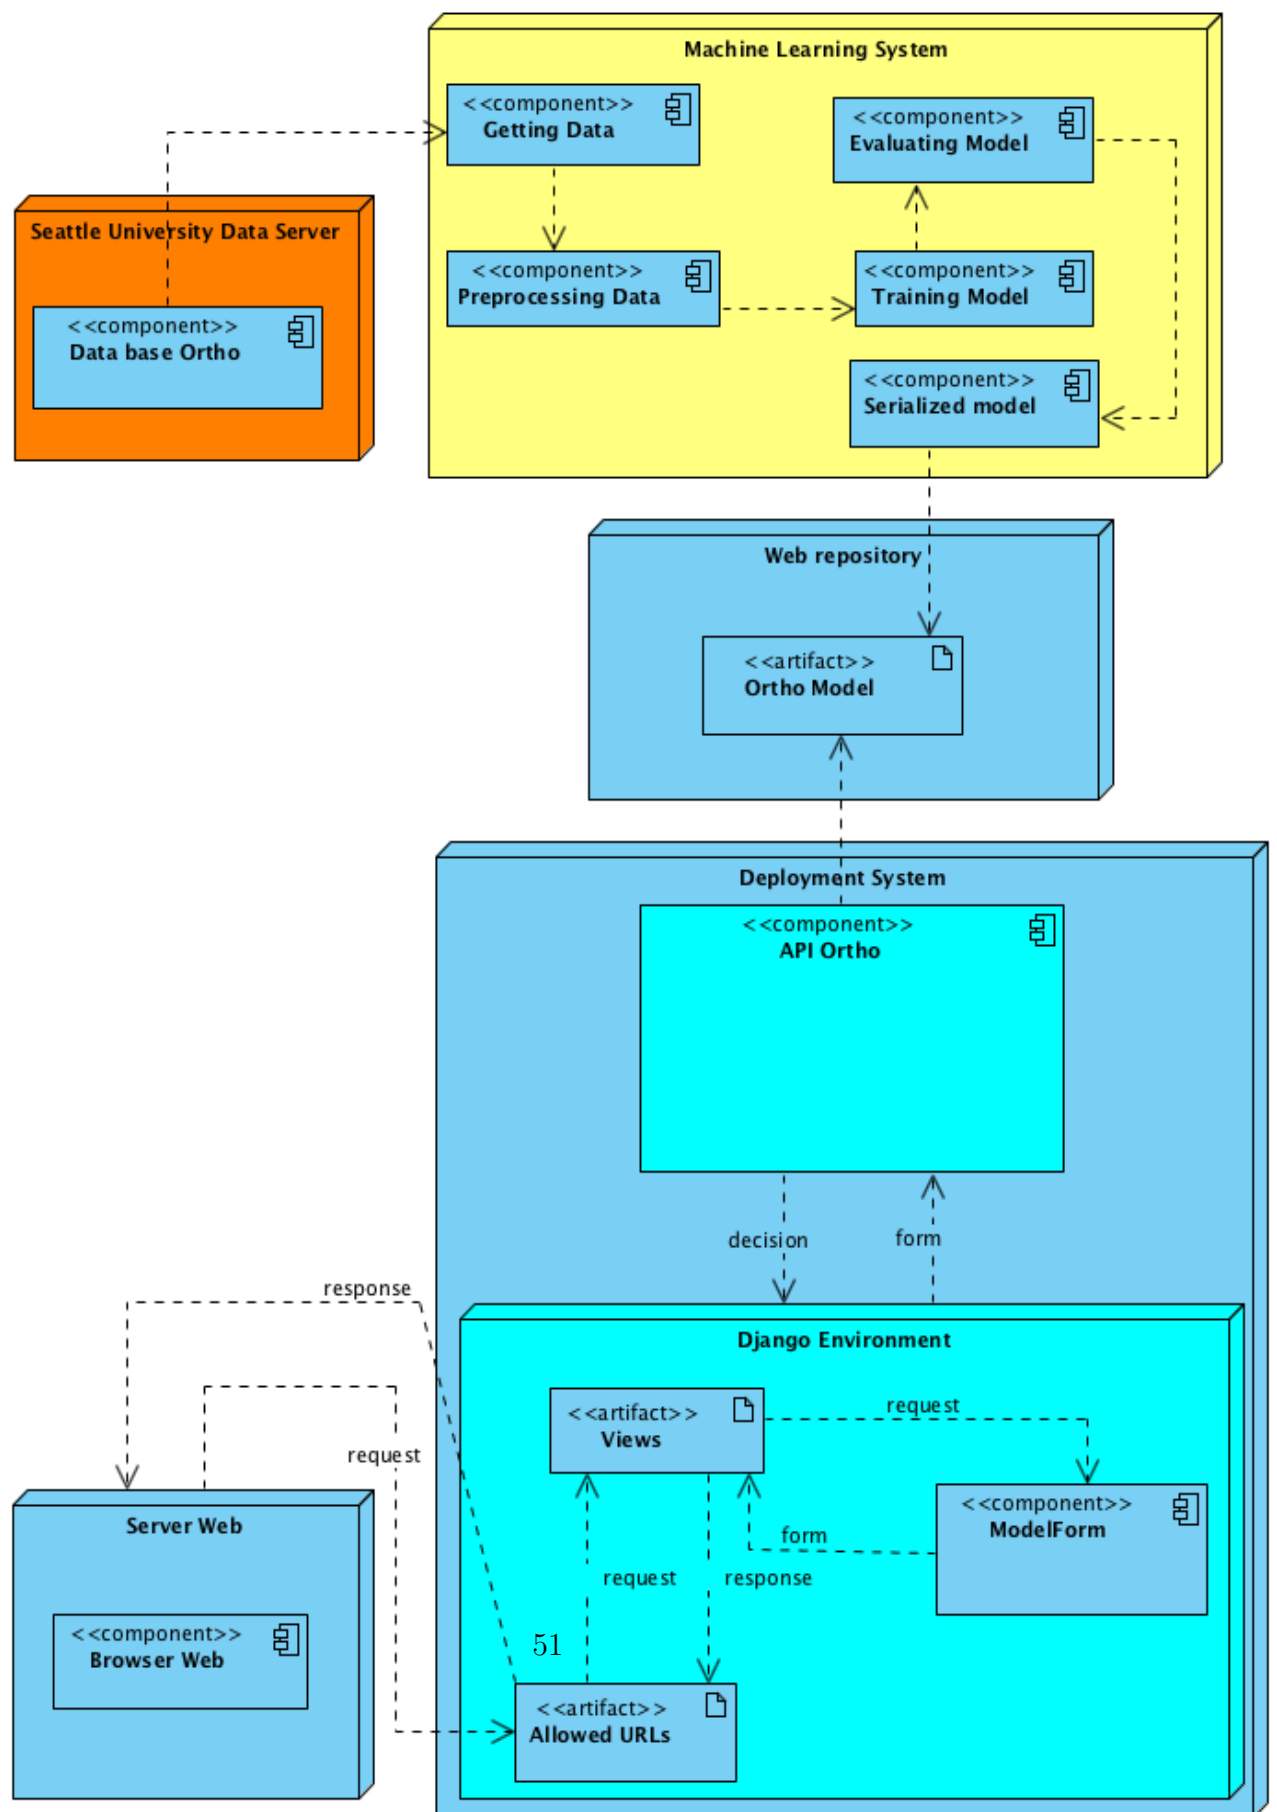 Machine Learning System
<<component>>
Getting Data
<<component>>
Evaluating Model
Seattle University Data Server
<<component>>
Preprocessing Data
<<component>>
Training Model
<<component>>
Data base Ortho
<<component>>
Serialized model
Web repository
<<artifact>>
Ortho Model
Deployment System
<<component>>
API Ortho
decision
form
response
Django Environment
request
<<artifact>>
Views
request
Server Web
<<component>>
ModelForm
form
request
response
<<component>>
Browser Web
51
<<artifact>>
Allowed URLs